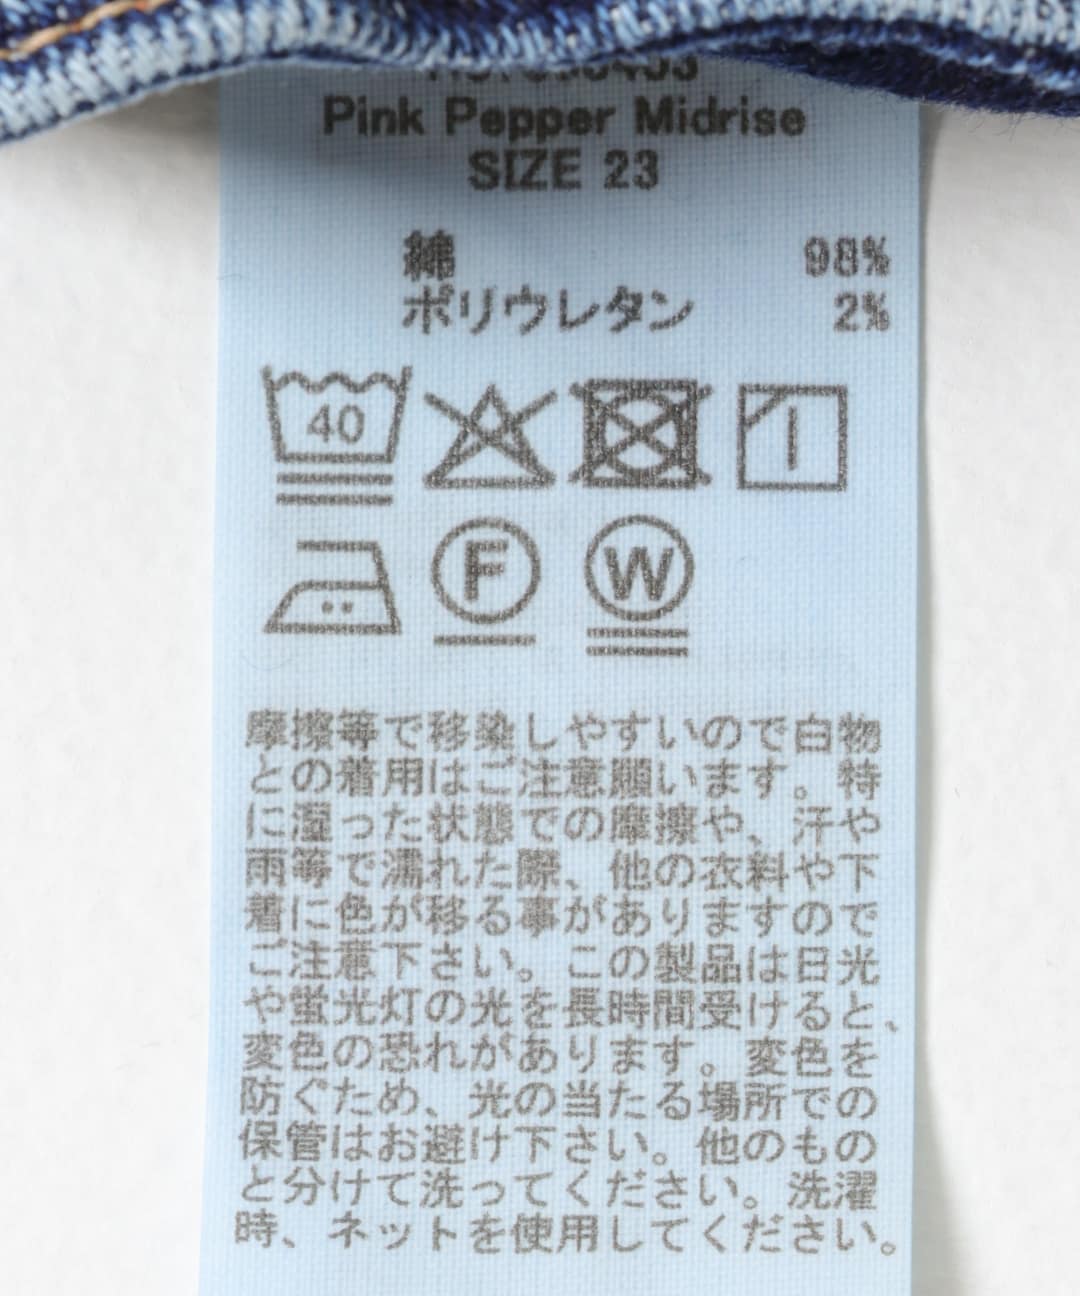 Pink Pepper Midrise
SIZE 23
綿 98%
ポリウレタン 2%
40
F W
摩擦等で移染しやすいので白物
との着用はご注意願います。特
に湿った状態での摩擦や、汗や
雨等で濡れた際、他の衣料や下
着に色が移る事がありますので
ご注意下さい。この製品は日光
や蛍光灯の光を長時間受けると、
変色の恐れがあります。変色を
防ぐため、光の当たる場所での
保管はお避け下さい。他のもの
と分けて洗ってください。洗濯
時、ネットを使用してください。